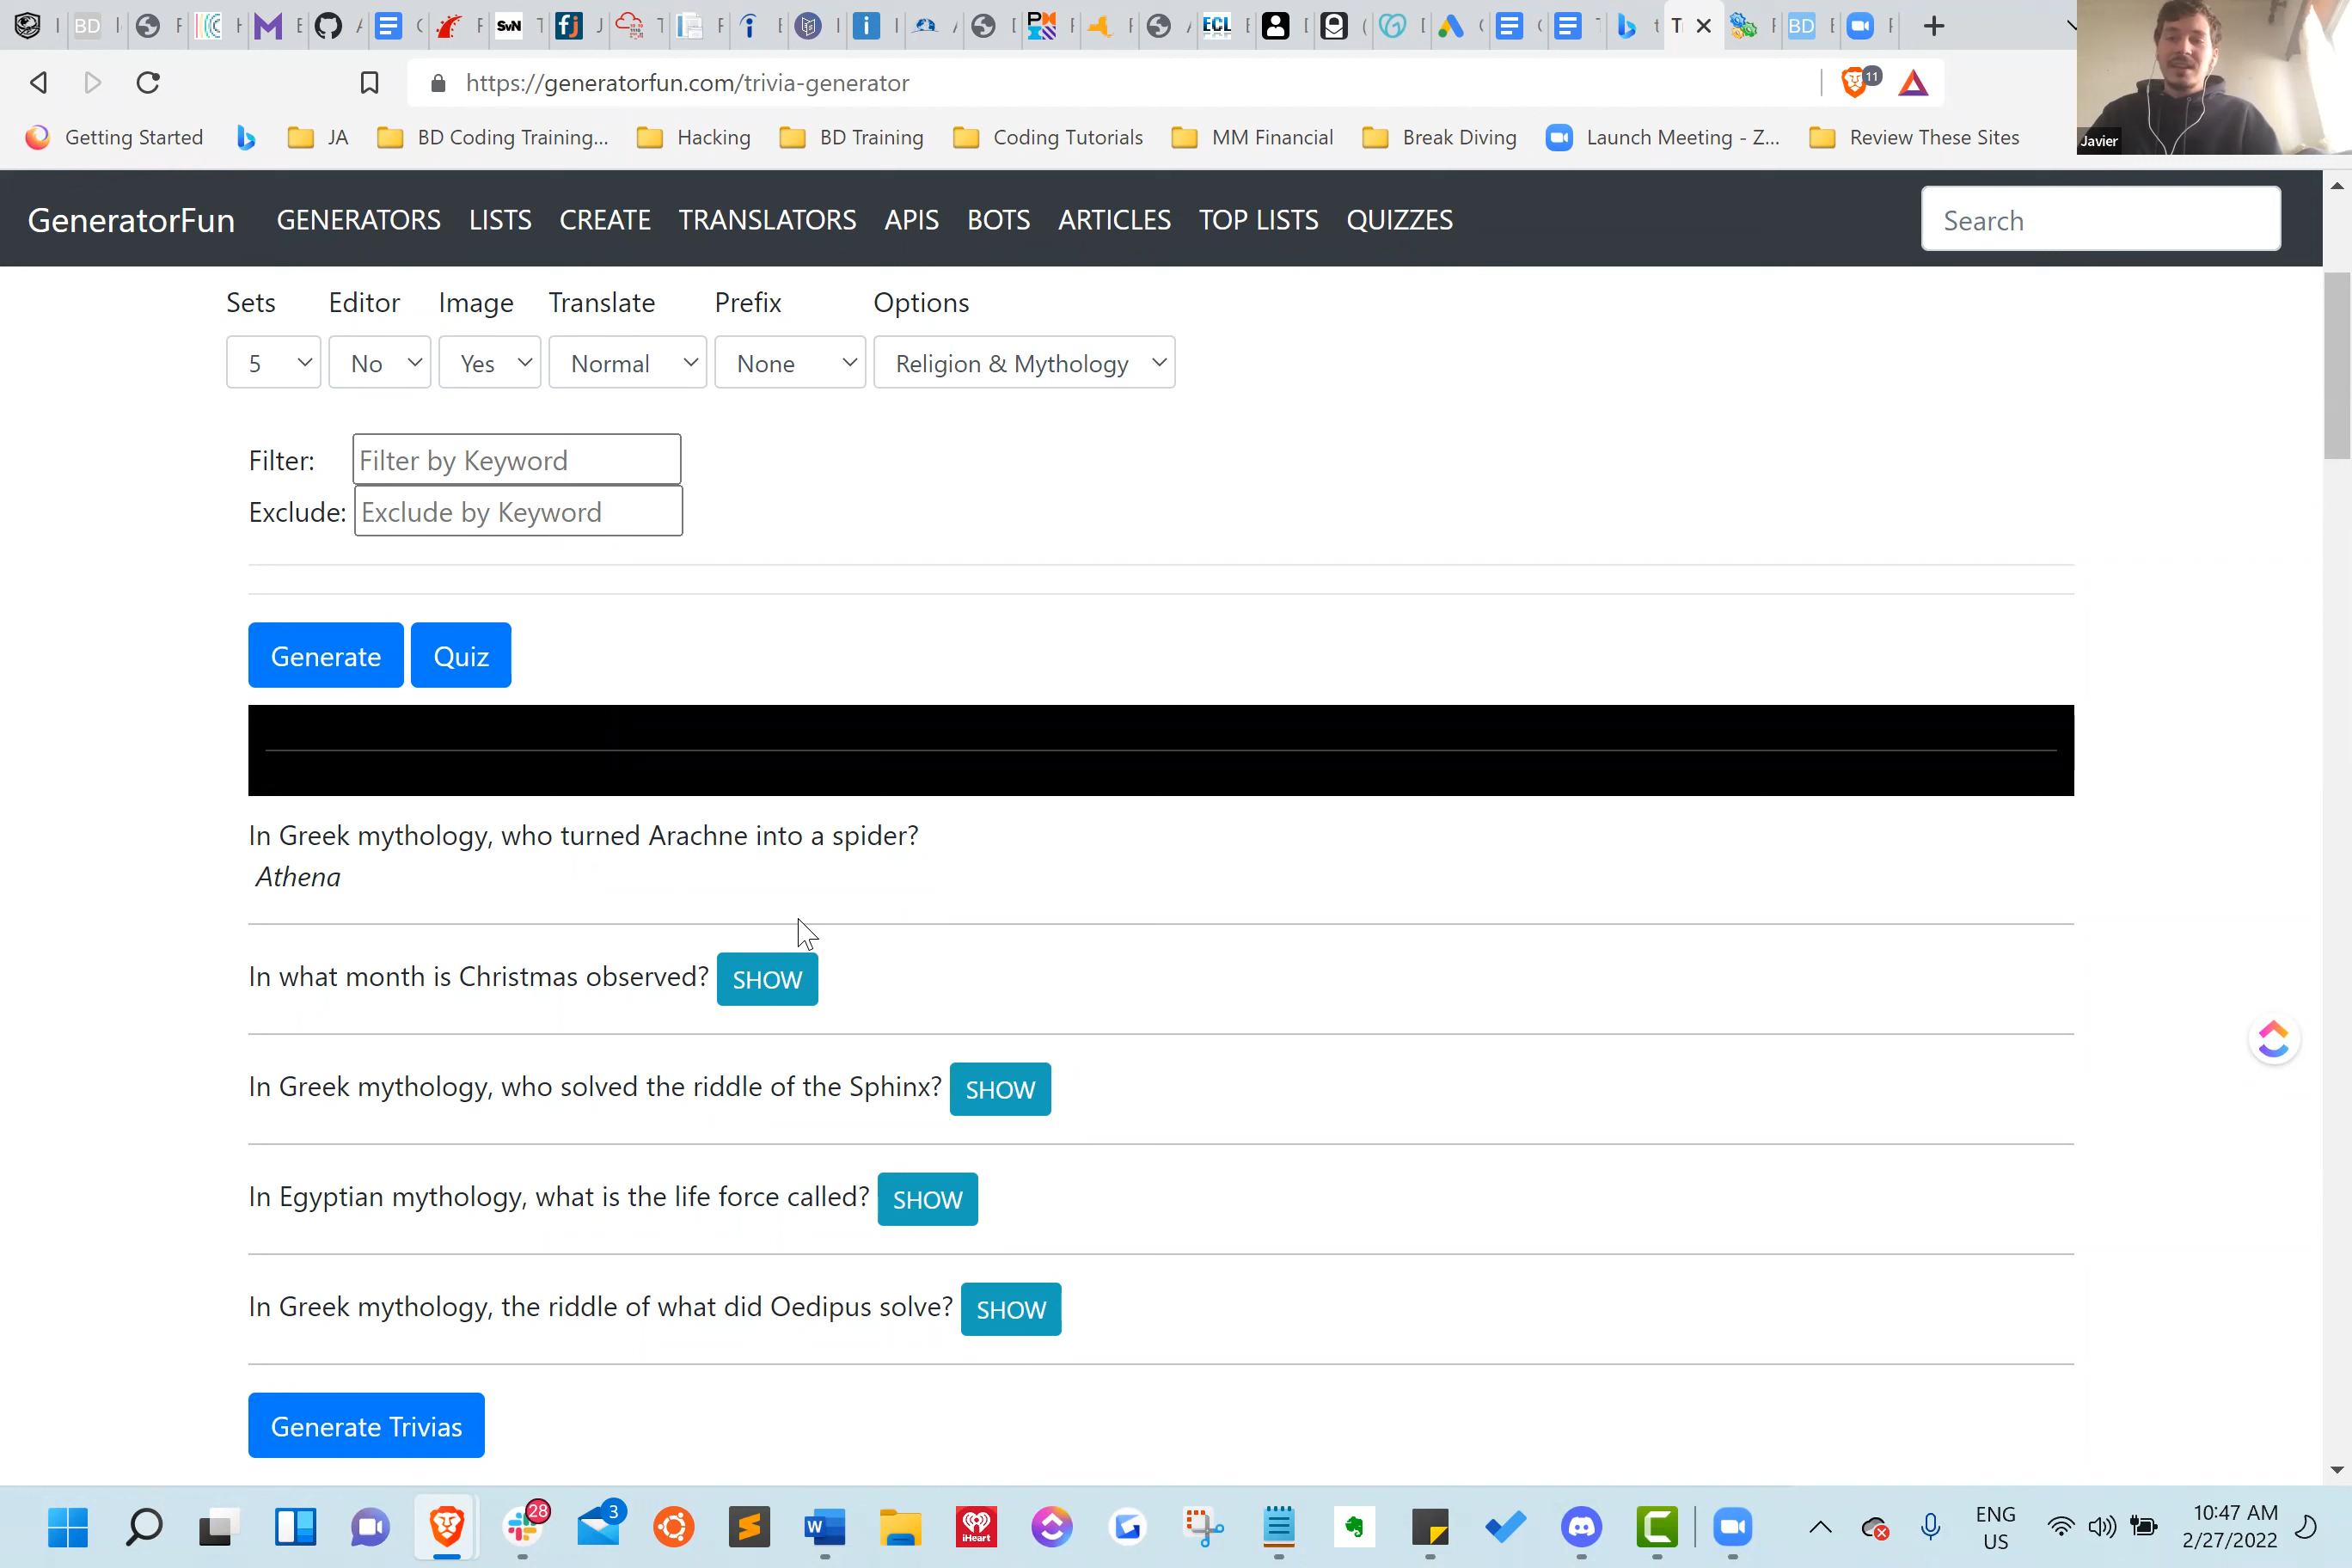 https://generatorfun.com/trivia-generator
11
Javier
Getting Started
JA
BD Coding Training...
Hacking
BD Training
Coding Tutorials
MM Financial
Break Diving
Launch Meeting - Z...
Review These Sites
GeneratorFun GENERATORS LISTS CREATE TRANSLATORS APIS BOTS ARTICLES TOP LISTS QUIZZES Search
Sets Editor Image Translate Prefix Options
5 No Yes Normal None Religion & Mythology
Filter: Filter by Keyword
Exclude: Exclude by Keyword
Generate Quiz
In Greek mythology, who turned Arachne into a spider?
Athena
In what month is Christmas observed? SHOW
In Greek mythology, who solved the riddle of the Sphinx? SHOW
In Egyptian mythology, what is the life force called? SHOW
In Greek mythology, the riddle of what did Oedipus solve? SHOW
Generate Trivias
28
3
iHeart
ENG
US
10:47 AM
2/27/2022